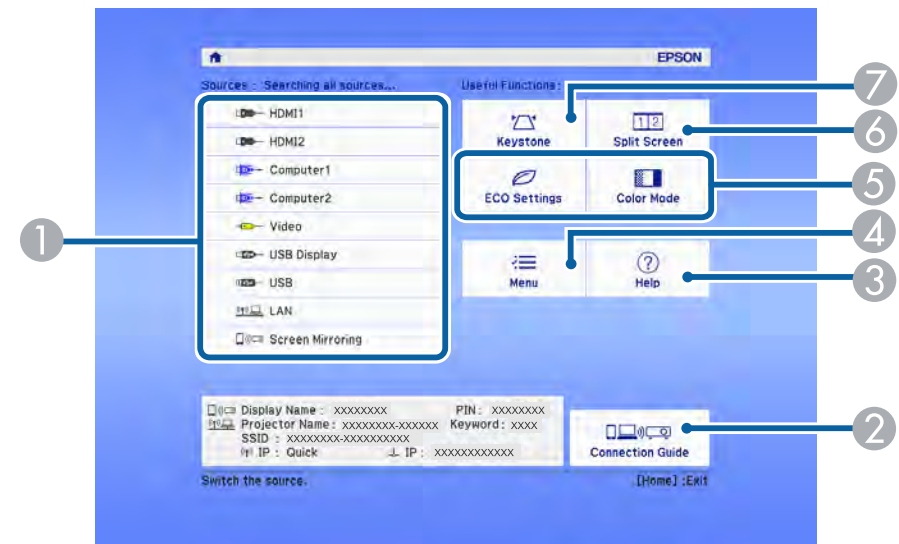 EPSON
Sources : Searching all sources...
Useful Functions :
HDMI1
HDMI2
Computer1
Computer2
Video
USB Display
USB
LAN
Screen Mirroring
Keystone
Split Screen
1 2
ECO Settings
Color Mode
Menu
? 
Help
Display Name : xxxxxxxx PIN : xxxxxxxx
Projector Name : xxxxxxxx-xxxxxx Keyword : xxxx
SSID : xxxxxxxx-xxxxxxxxxx
IP : Quick IP : xxxxxxxxxxxx
Connection Guide
Switch the source.
[Home] :Exit
1
7
6
5
4
3
2